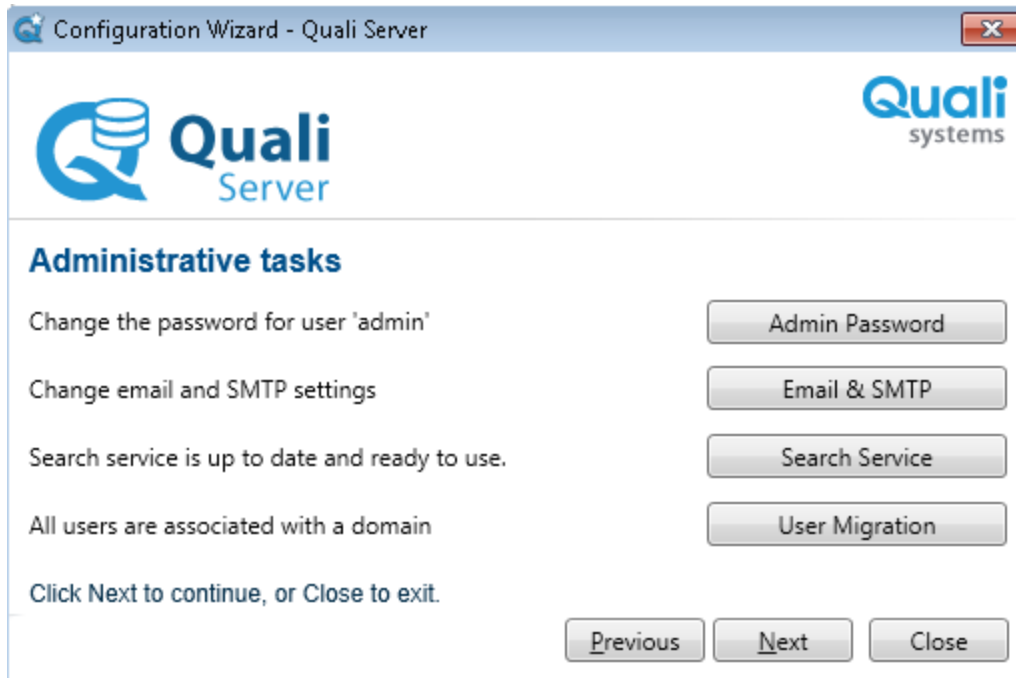 Configuration Wizard - Quali Server
Quali
systems
Quali
Server
Administrative tasks
Change the password for user 'admin'
Admin Password
Change email and SMTP settings
Email & SMTP
Search service is up to date and ready to use.
Search Service
All users are associated with a domain
User Migration
Click Next to continue, or Close to exit.
Previous
Next
Close